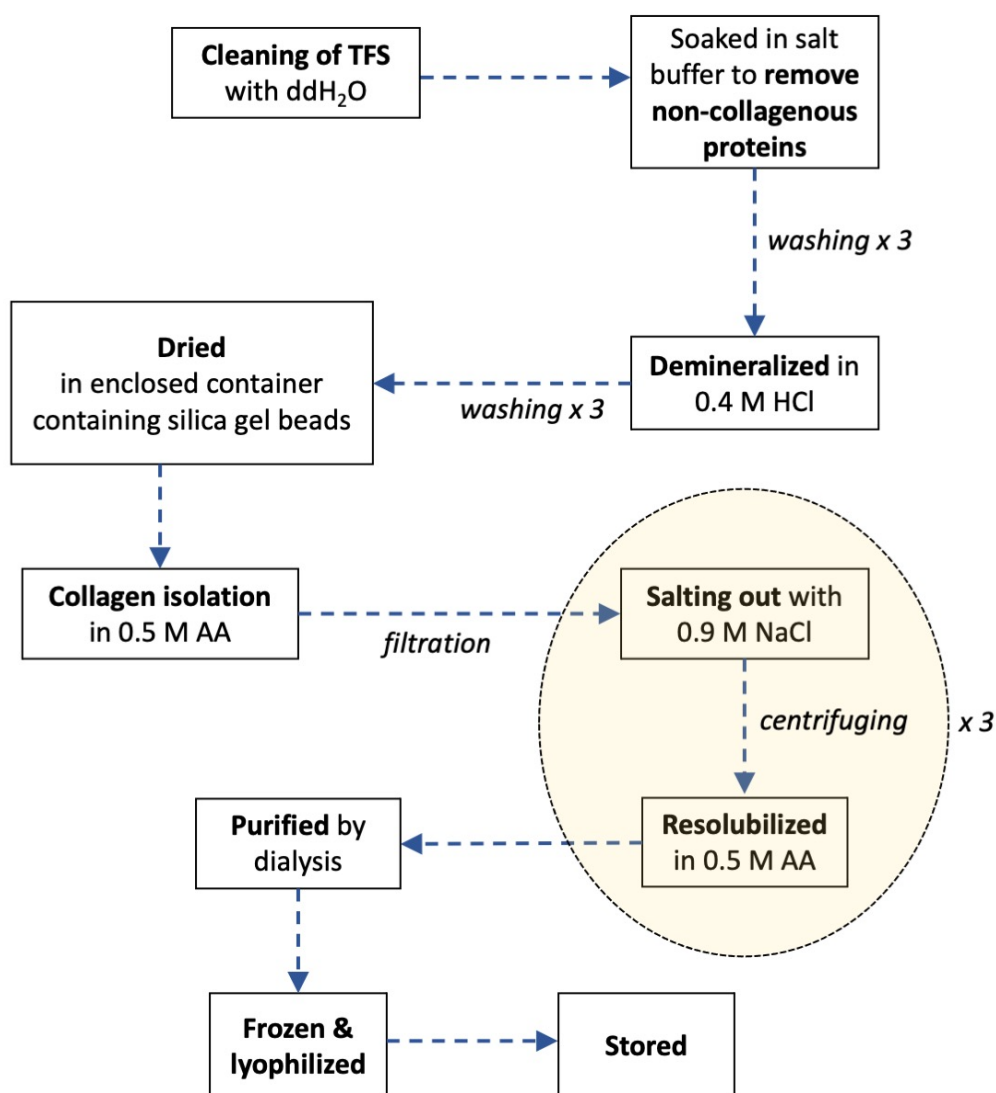 Cleaning of TFS
with ddH₂O
Soaked in salt
buffer to remove
non-collagenous
proteins
washing x 3
Demineralized in
0.4 M HCl
washing x 3
Dried
in enclosed container
containing silica gel beads
Collagen isolation
in 0.5 M AA
filtration
Salting out with
0.9 M NaCl
centrifuging
x 3
Resolubilized
in 0.5 M AA
Purified by
dialysis
Frozen &
lyophilized
Stored